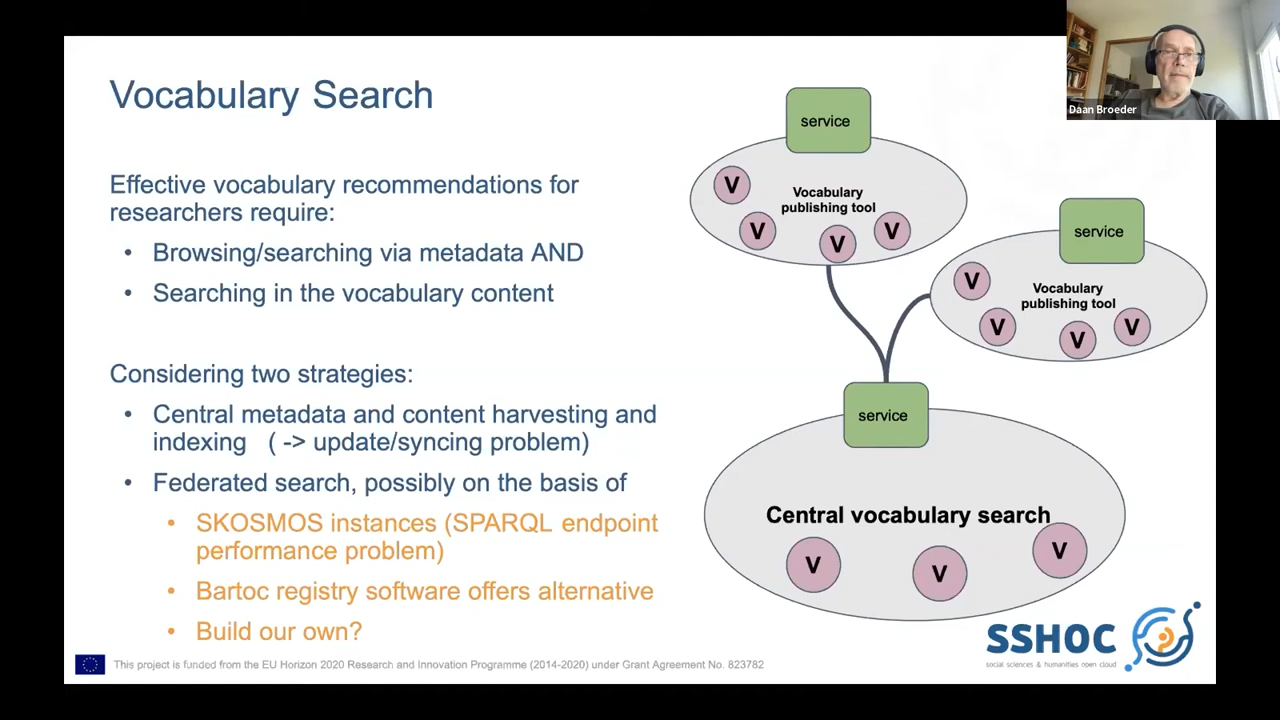 Vocabulary Search
Effective vocabulary recommendations for
researchers require:
• Browsing/searching via metadata AND
• Searching in the vocabulary content
Considering two strategies:
• Central metadata and content harvesting and
indexing ( -> update/syncing problem)
• Federated search, possibly on the basis of
• SKOSMOS instances (SPARQL endpoint
performance problem)
• Bartoc registry software offers alternative
• Build our own?
service
Vocabulary
publishing tool
V
V
V
V
service
Vocabulary
publishing tool
V
V
V
V
service
Central vocabulary search
V
V
V
Daan Broeder
SSHOC
social sciences & humanities open cloud
This project is funded from the EU Horizon 2020 Research and Innovation Programme (2014-2020) under Grant Agreement No. 823782